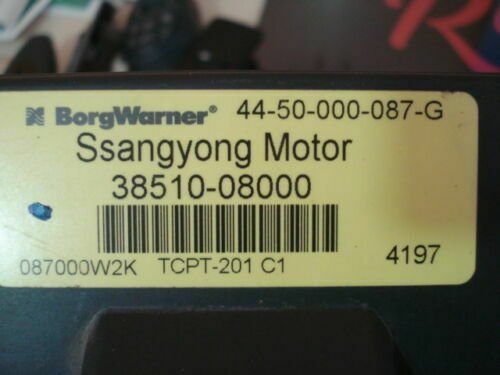 BorgWarner® 44-50-000-087-G
Ssangyong Motor
38510-08000
087000W2K TCPT-201 C1 4197